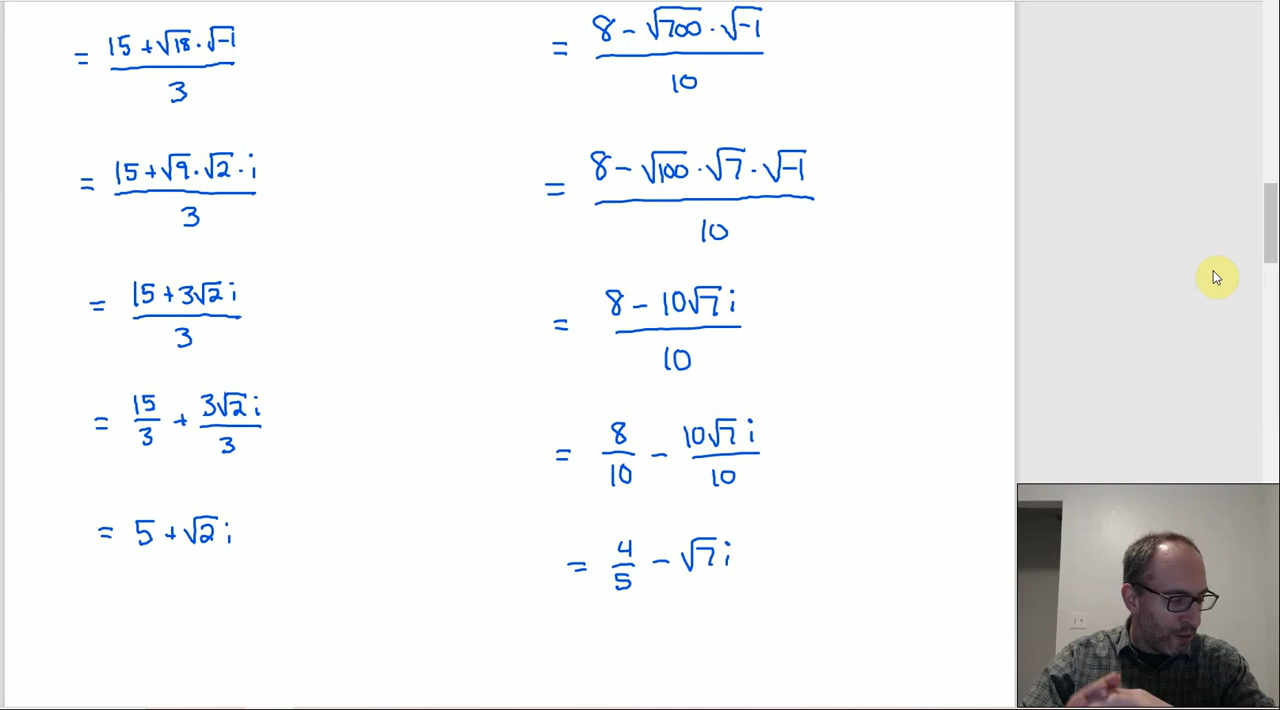 = (15 + √18 · √-1) / 3
= (15 + √9 · √2 · i) / 3
= (15 + 3√2 i) / 3
= 15/3 + 3√2 i / 3
= 5 + √2 i
= (8 - √700 · √-1) / 10
= (8 - √100 · √7 · √-1) / 10
= (8 - 10√7 i) / 10
= 8/10 - 10√7 i / 10
= 4/5 - √7 i